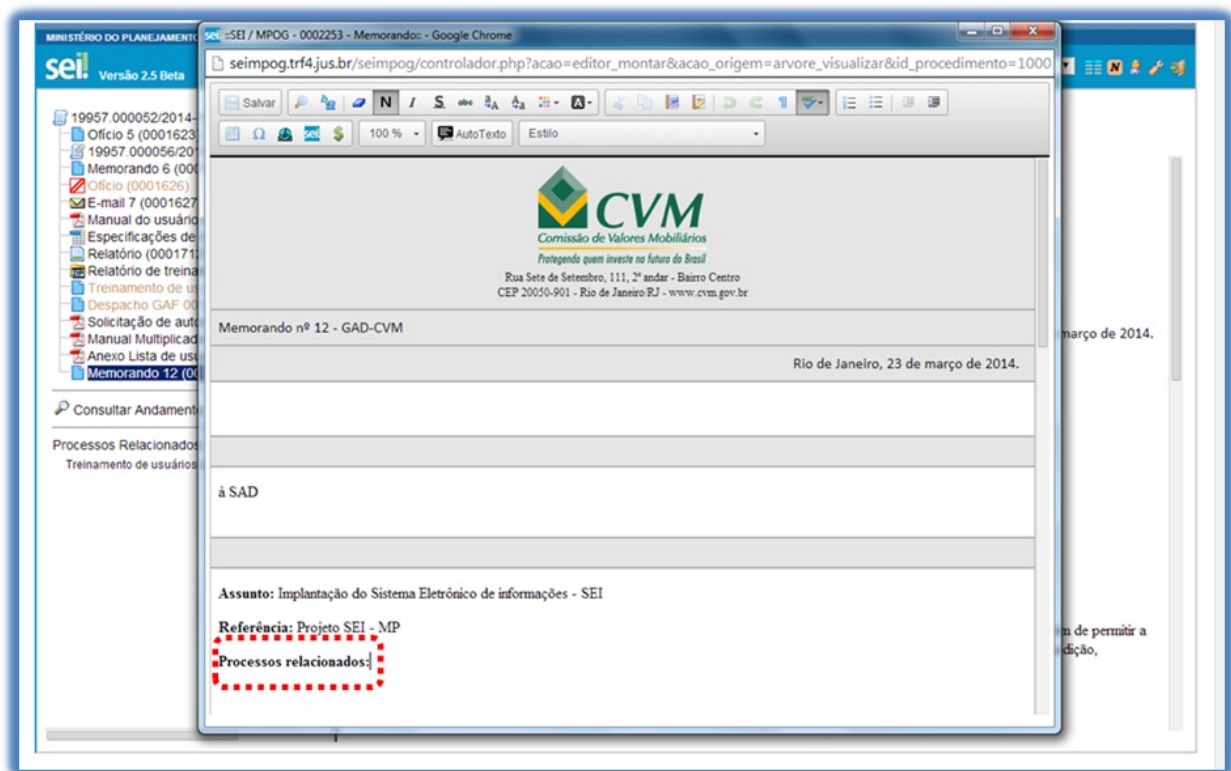 MINISTÉRIO DO PLANEJAMENTO
sei!
Versão 2.5 Beta
19957.000052/2014-
Ofício 5 (0001623)
19957.000056/201
Memorando 6 (000
Ofício (0001626)
E-mail 7 (0001627
Manual do usuário
Especificações de
Relatório (000171
Relatório de treina
Treinamento de us
Despacho GAF 00
Solicitação de auto
Manual Multiplicad
Anexo Lista de usu
Memorando 12 (00
Consultar Andament
Processos Relacionados
Treinamento de usuários
sei. ::SEI / MPOG - 0002253 - Memorando:: - Google Chrome
seimpog.trf4.jus.br/seimpog/controlador.php?acao=editor_montar&acao_origem=arvore_visualizar&id_procedimento=1000
Salvar
N I S abc
100 %
AutoTexto
Estilo
CVM
Comissão de Valores Mobiliários
Protegendo quem investe no futuro do Brasil
Rua Sete de Setembro, 111, 2º andar - Bairro Centro
CEP 20050-901 - Rio de Janeiro/RJ - www.cvm.gov.br
Memorando nº 12 - GAD-CVM
Rio de Janeiro, 23 de março de 2014.
à SAD
Assunto: Implantação do Sistema Eletrônico de informações - SEI
Referência: Projeto SEI - MP
Processos relacionados:
março de 2014.
m de permitir a
dição,